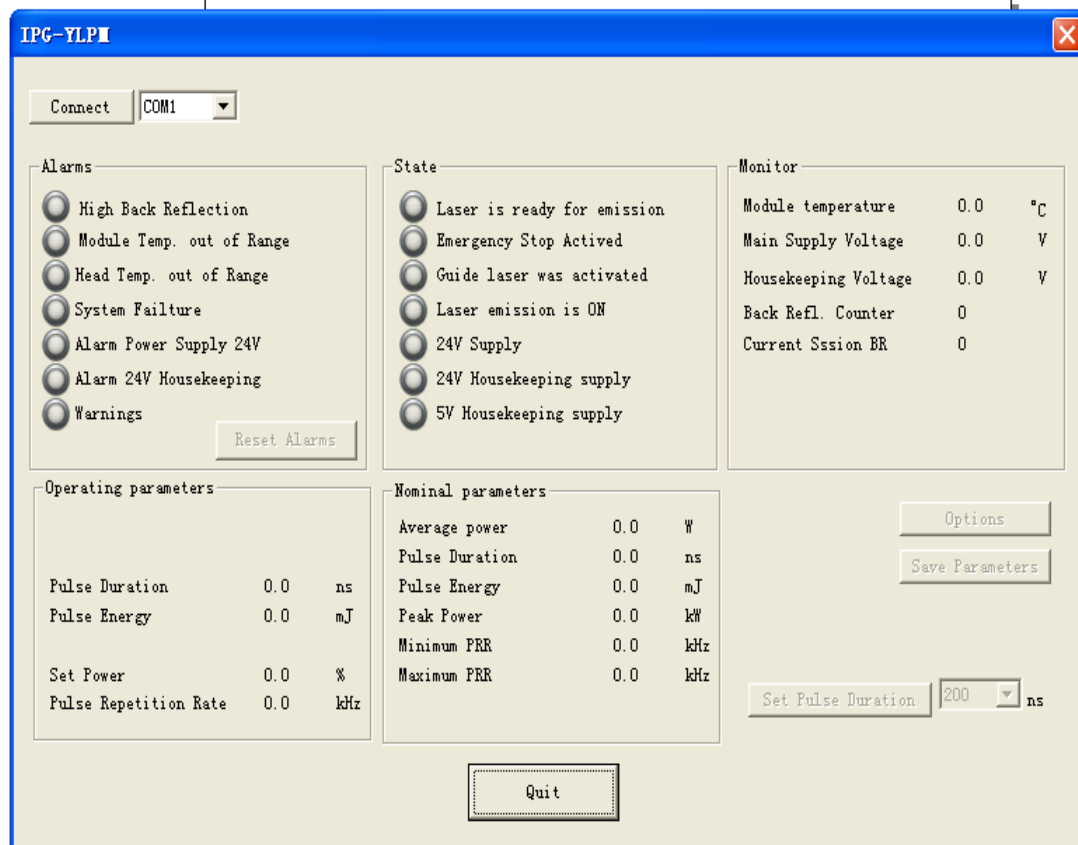 IPG-YLPM
Connect COM1
Alarms
High Back Reflection
Module Temp. out of Range
Head Temp. out of Range
System Failture
Alarm Power Supply 24V
Alarm 24V Housekeeping
Warnings
Reset Alarms
State
Laser is ready for emission
Emergency Stop Actived
Guide laser was activated
Laser emission is ON
24V Supply
24V Housekeeping supply
5V Housekeeping supply
Monitor
Module temperature 0.0 °C
Main Supply Voltage 0.0 V
Housekeeping Voltage 0.0 V
Back Refl. Counter 0
Current Sssion BR 0
Operating parameters
Pulse Duration 0.0 ns
Pulse Energy 0.0 mJ
Set Power 0.0 %
Pulse Repetition Rate 0.0 kHz
Nominal parameters
Average power 0.0 W
Pulse Duration 0.0 ns
Pulse Energy 0.0 mJ
Peak Power 0.0 kW
Minimum PRR 0.0 kHz
Maximum PRR 0.0 kHz
Options
Save Parameters
Set Pulse Duration 200 ns
Quit